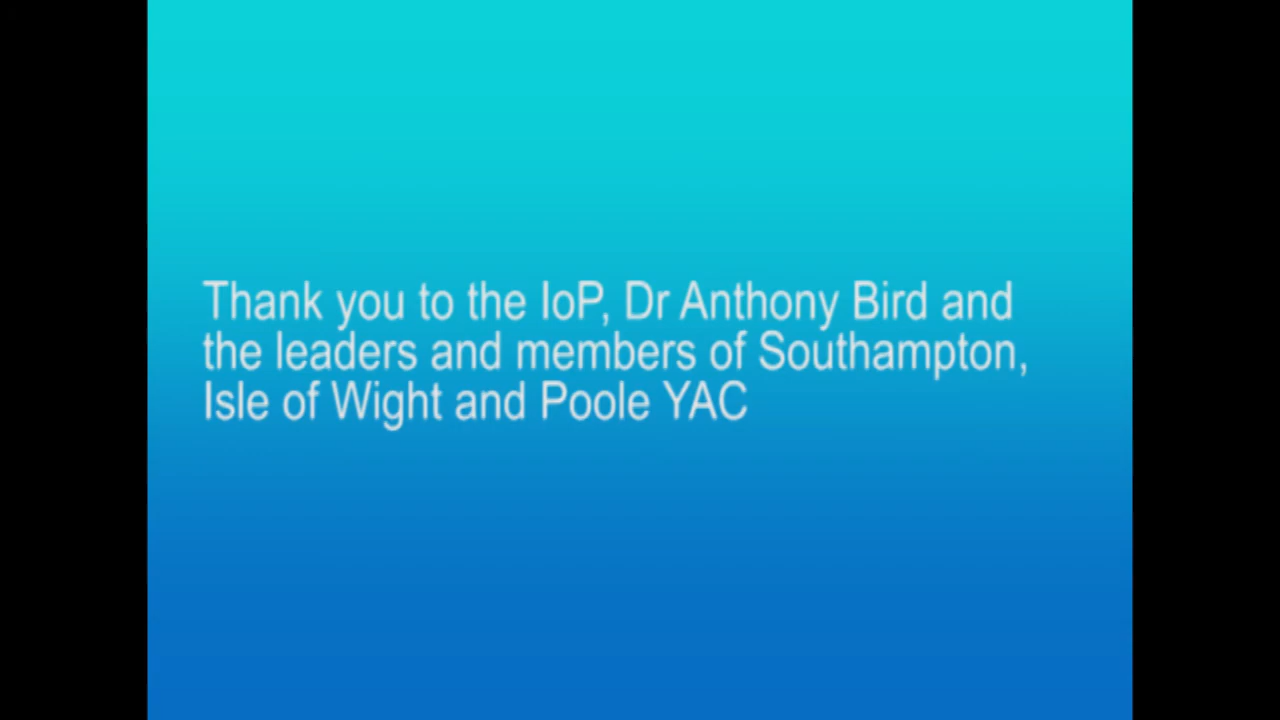 Thank you to the IoP, Dr Anthony Bird and
the leaders and members of Southampton,
Isle of Wight and Poole YAC